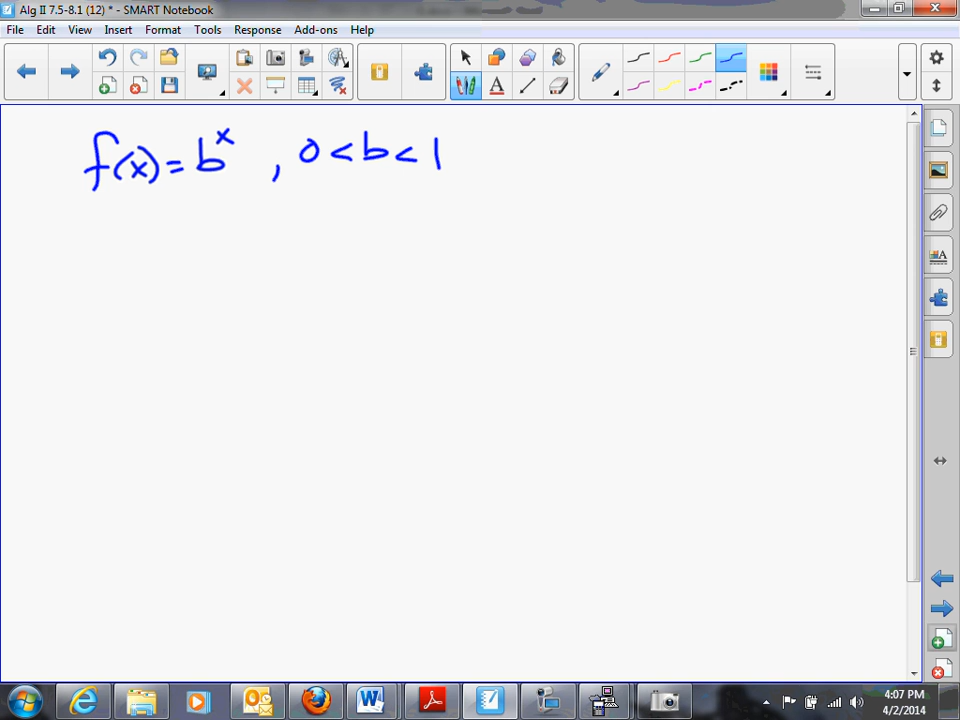 Alg II 7.5-8.1 (12) * - SMART Notebook
File Edit View Insert Format Tools Response Add-ons Help
f(x) = b^x , 0 < b < 1
4:07 PM
4/2/2014